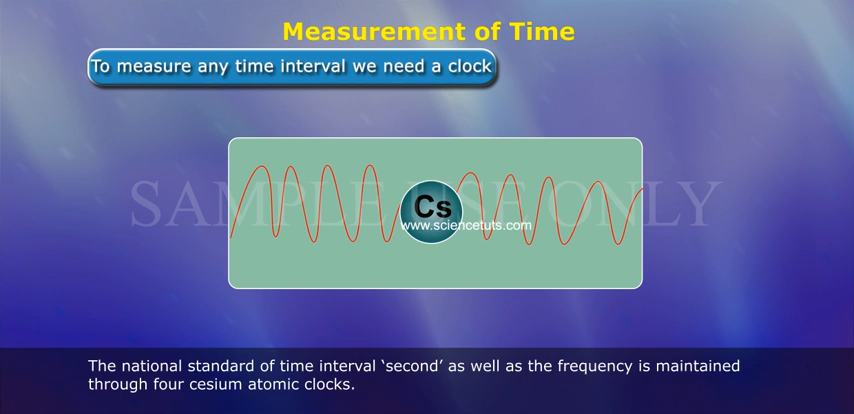 Measurement of Time
To measure any time interval we need a clock
SAMPLE USE ONLY
Cs
www.sciencetuts.com
The national standard of time interval ‘second’ as well as the frequency is maintained
through four cesium atomic clocks.